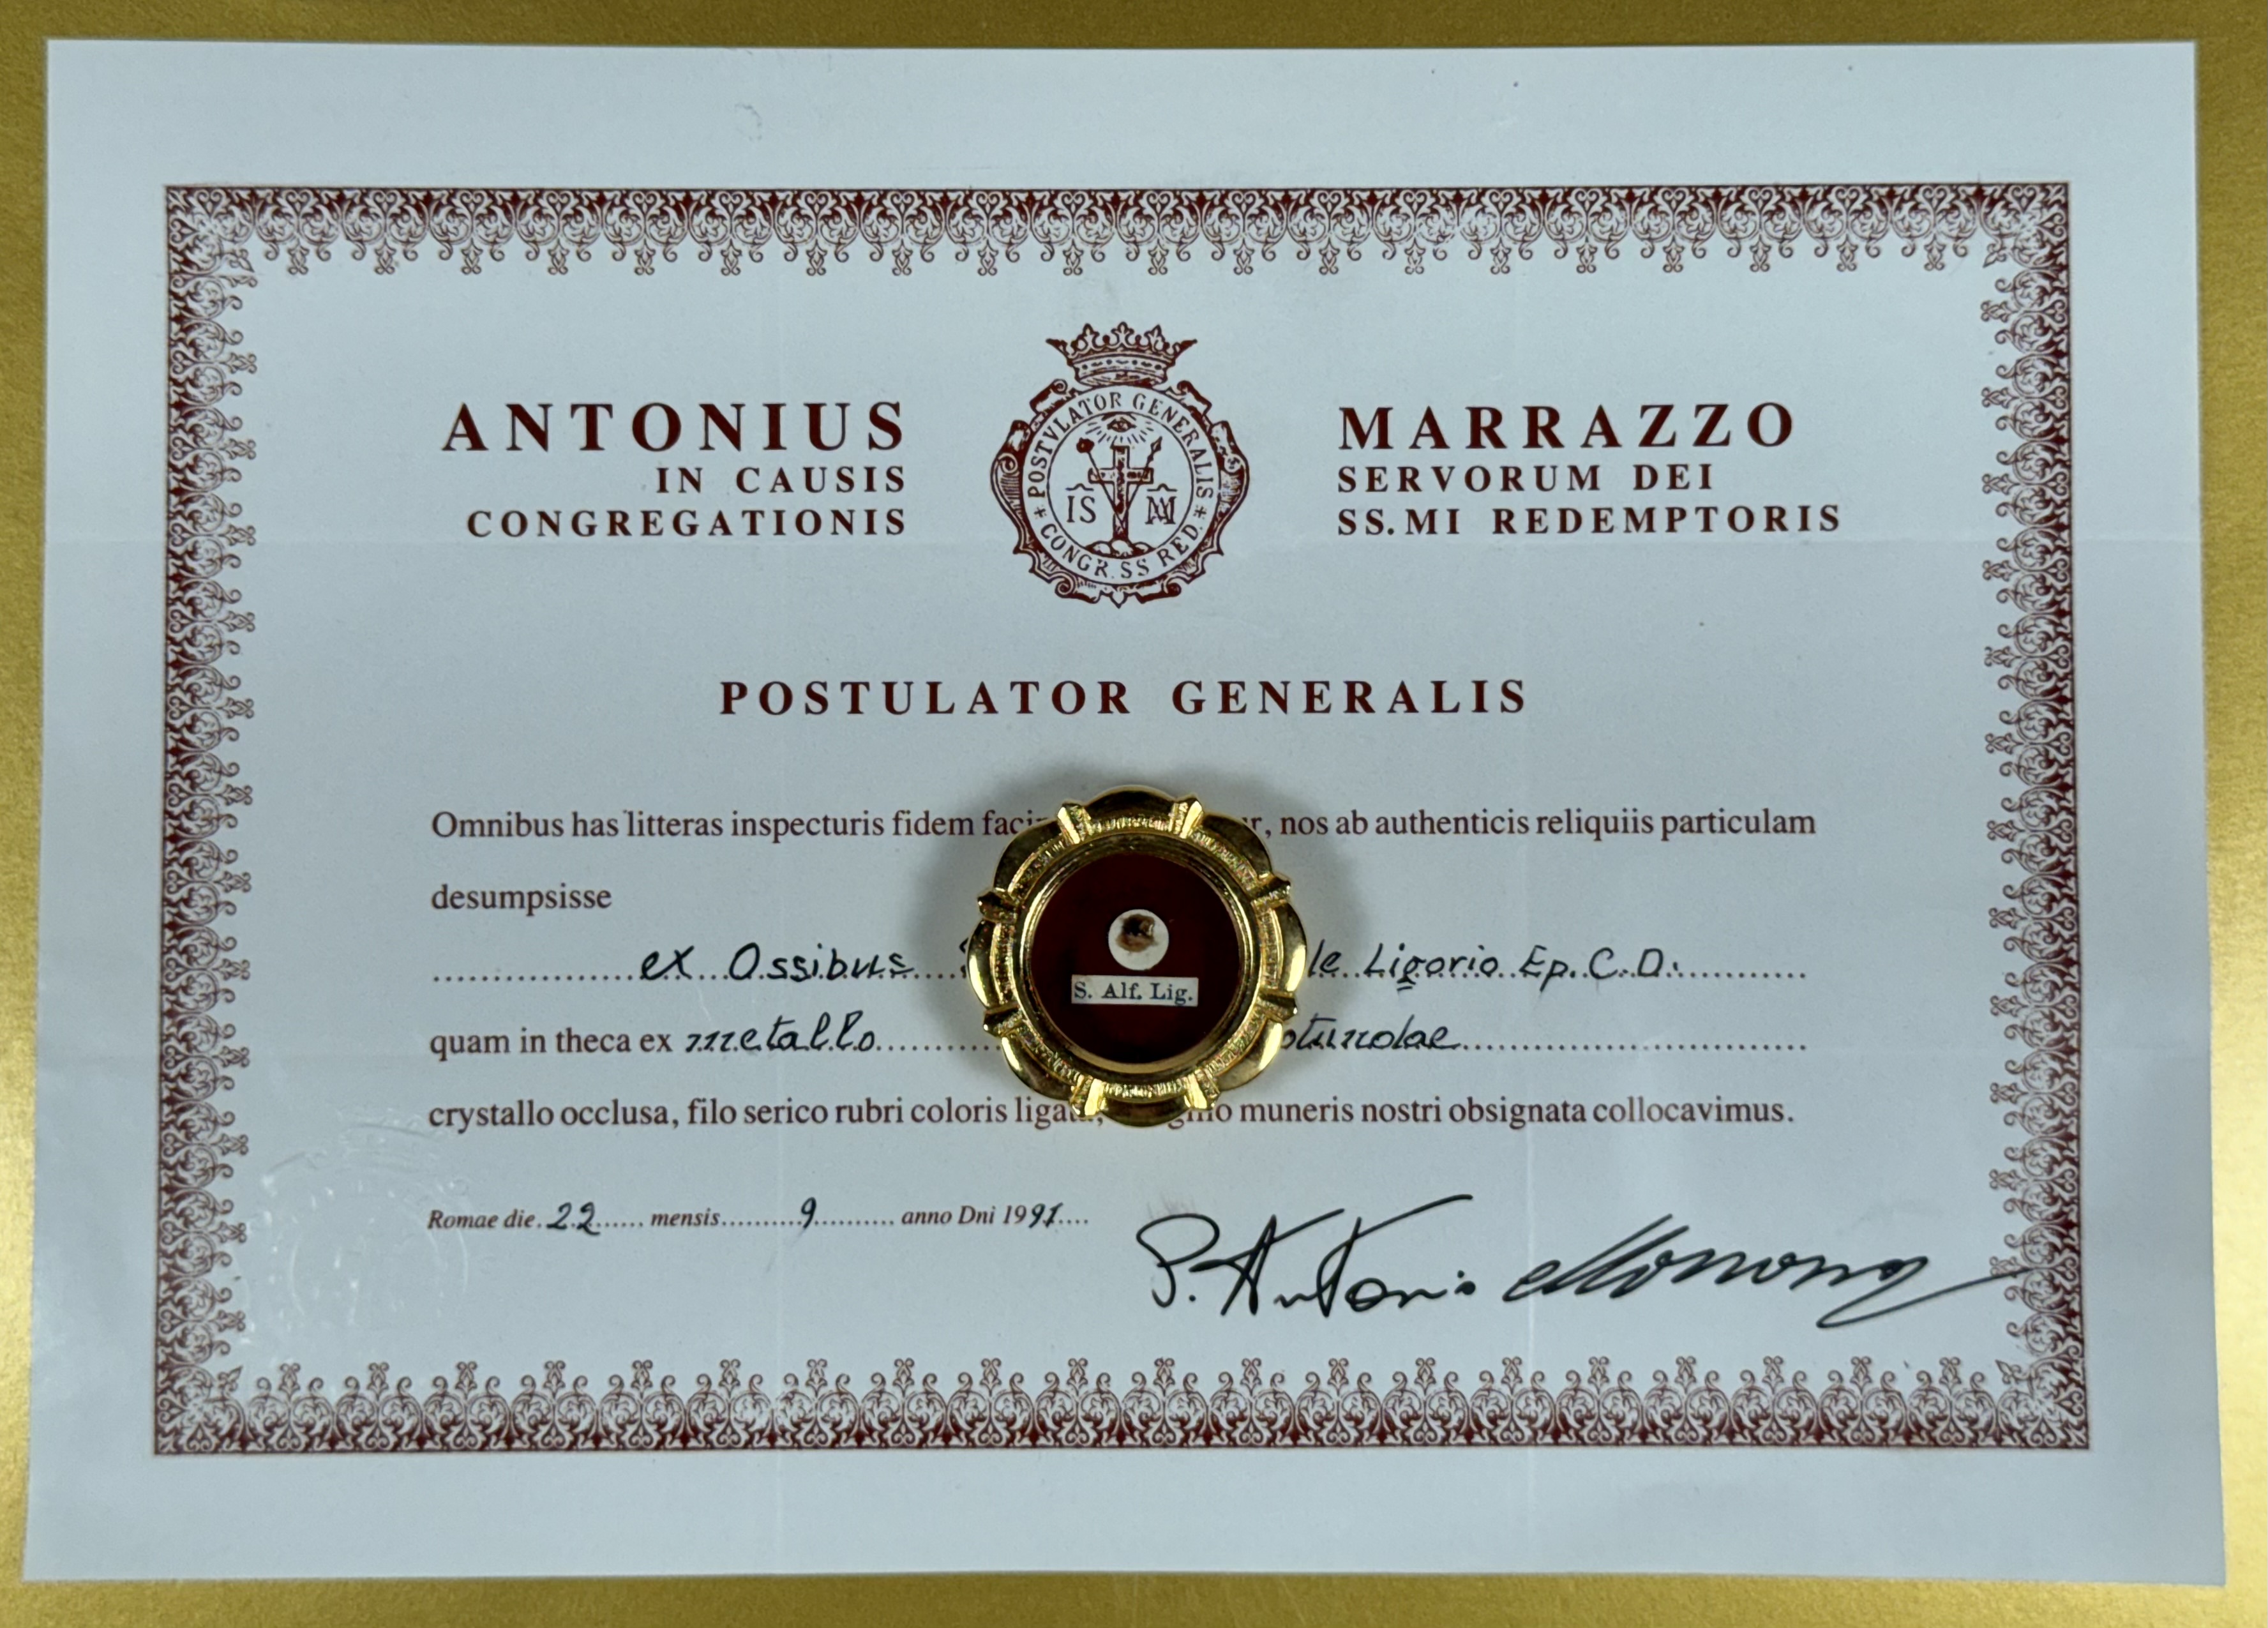 ANTONIUS MARRAZZO
IN CAUSIS SERVORUM DEI
CONGREGATIONIS SS.MI REDEMPTORIS
POSTVLATOR GENERALIS
IS MA
* CONGR. SS RED. *
POSTULATOR GENERALIS
Omnibus has litteras inspecturis fidem , nos ab authenticis reliquiis particulam
desumpsisse
ex Ossibus Ligorio Ep. C. D.
S. Alf. Lig.
quam in theca ex metallo
crystallo occlusa, filo serico rubri coloris muneris nostri obsignata collocavimus.
Romae die 22 mensis 9 anno Dni 1991
P. Antonio Marrazzo